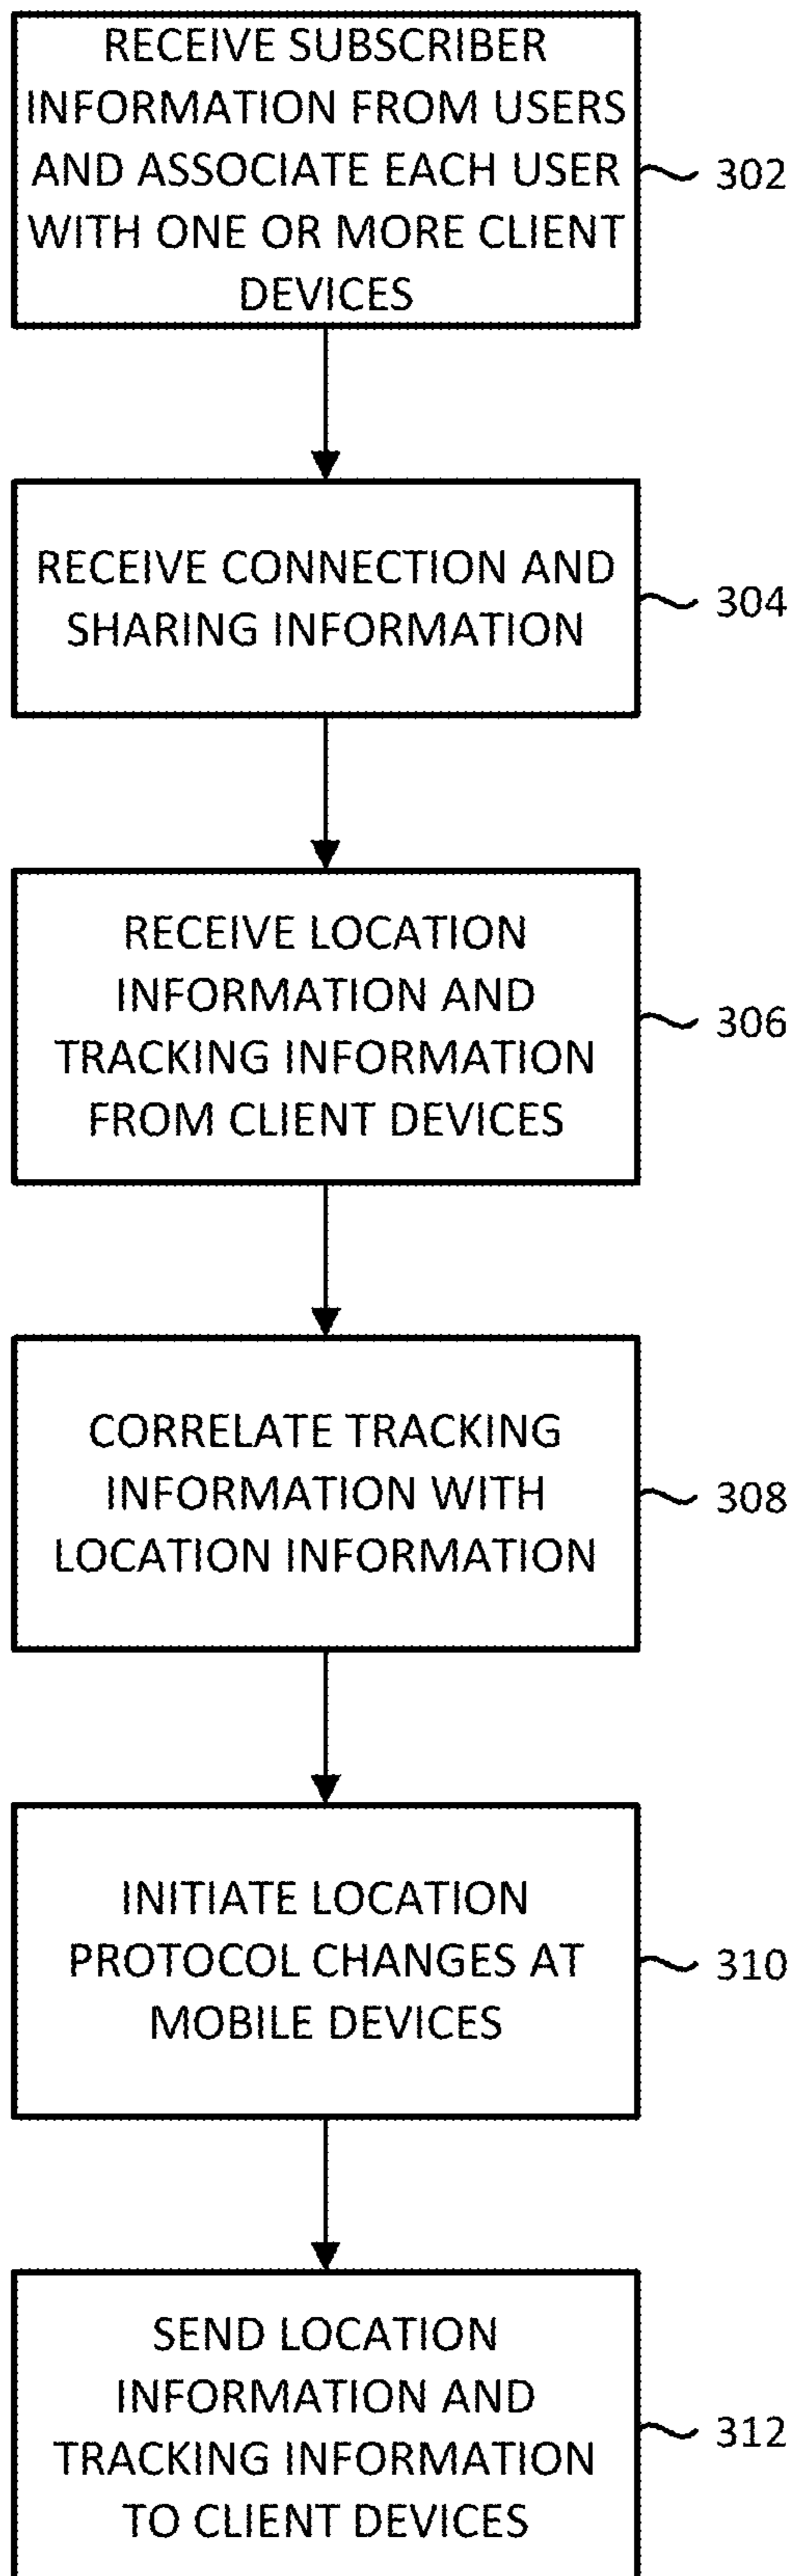 RECEIVE SUBSCRIBER
INFORMATION FROM USERS
AND ASSOCIATE EACH USER
WITH ONE OR MORE CLIENT
DEVICES
302
RECEIVE CONNECTION AND
SHARING INFORMATION
304
RECEIVE LOCATION
INFORMATION AND
TRACKING INFORMATION
FROM CLIENT DEVICES
306
CORRELATE TRACKING
INFORMATION WITH
LOCATION INFORMATION
308
INITIATE LOCATION
PROTOCOL CHANGES AT
MOBILE DEVICES
310
SEND LOCATION
INFORMATION AND
TRACKING INFORMATION
TO CLIENT DEVICES
312